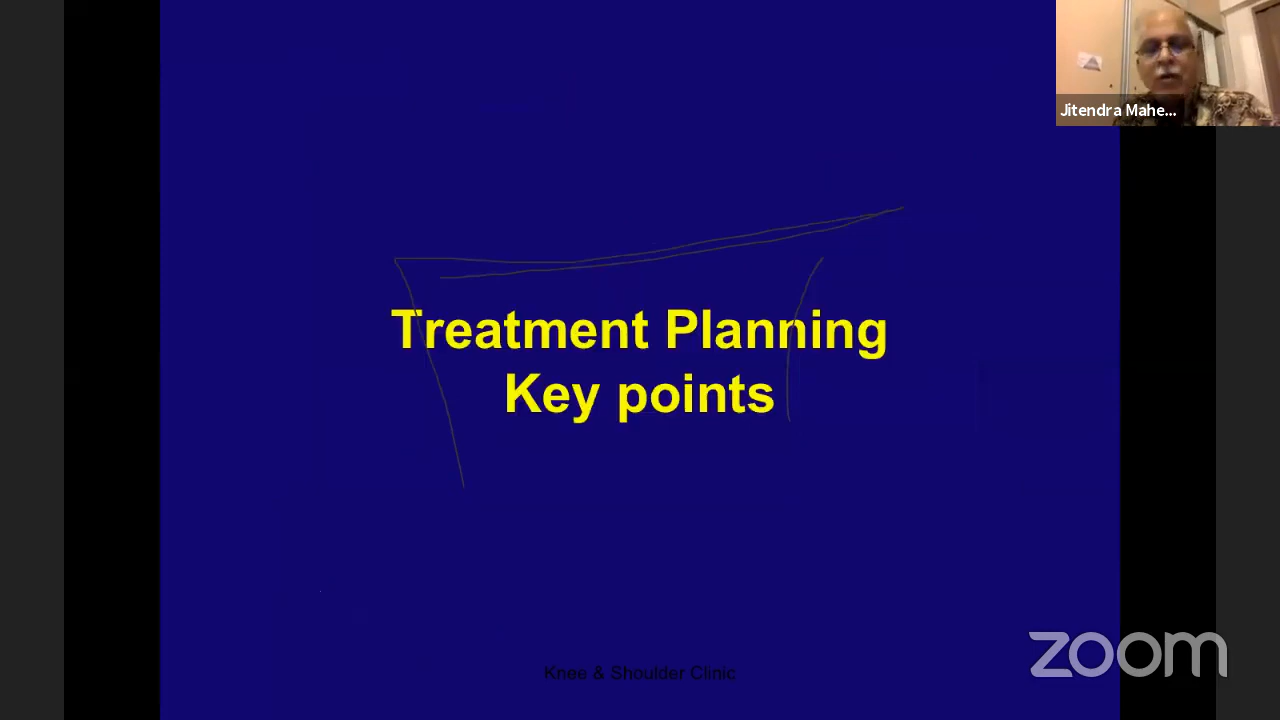 Jitendra Mahe...
Treatment Planning
Key points
Knee & Shoulder Clinic
zoom